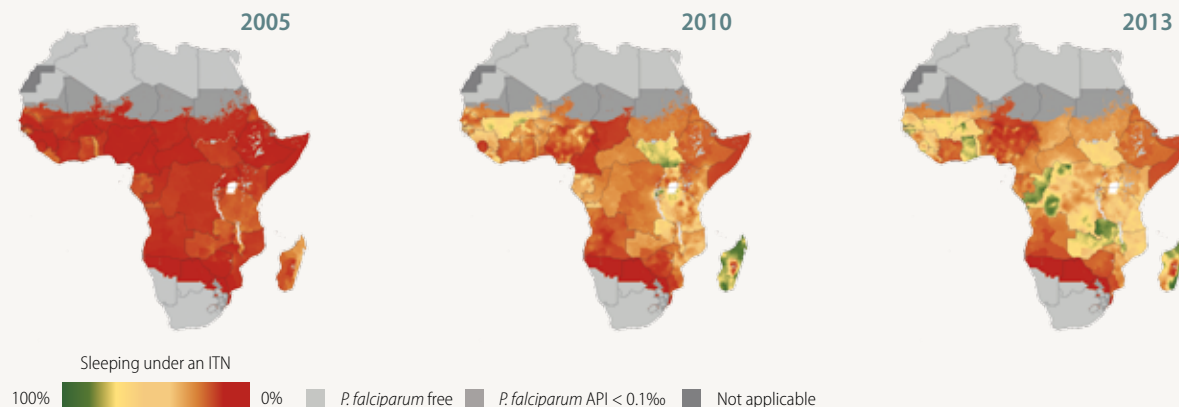 2005
2010
2013
Sleeping under an ITN
100%
0%
P. falciparum free
P. falciparum API < 0.1‰
Not applicable